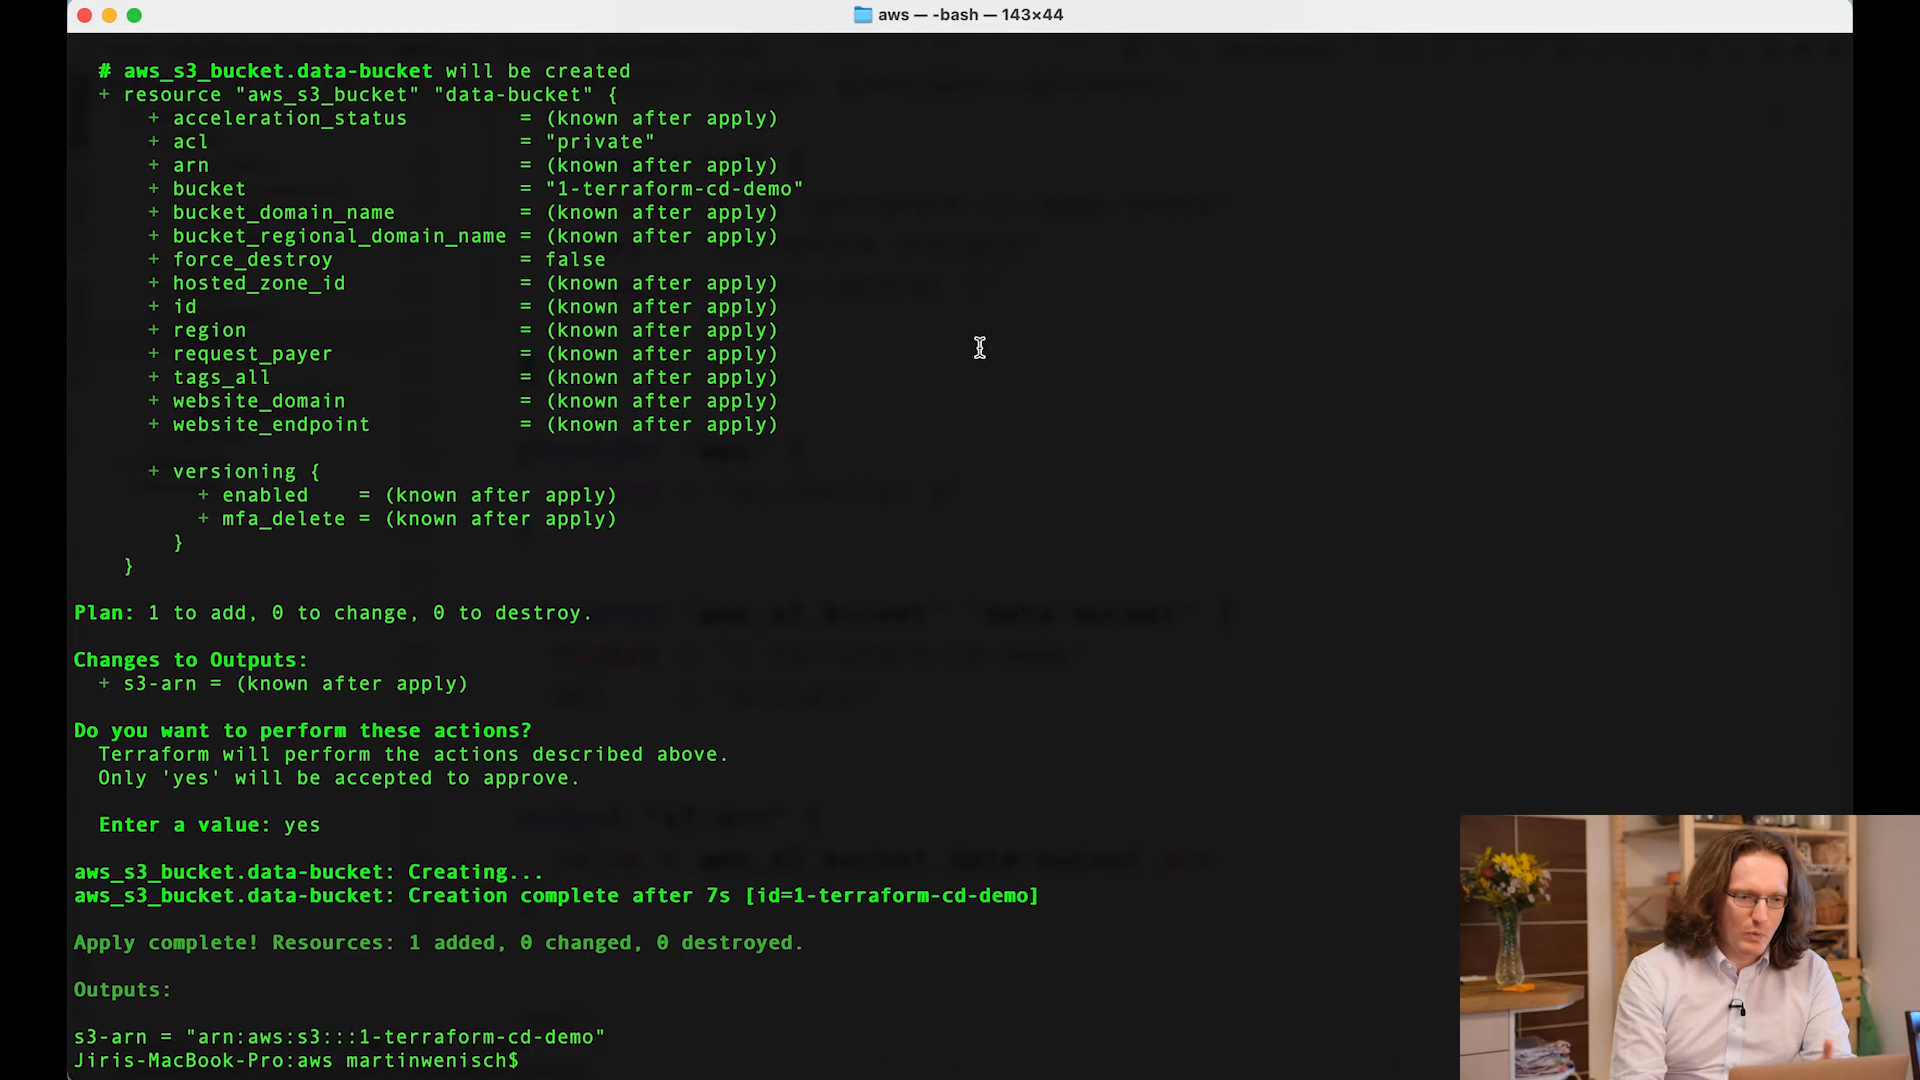 aws — -bash — 143×44
# aws_s3_bucket.data-bucket will be created
+ resource "aws_s3_bucket" "data-bucket" {
+ acceleration_status = (known after apply)
+ acl = "private"
+ arn = (known after apply)
+ bucket = "1-terraform-cd-demo"
+ bucket_domain_name = (known after apply)
+ bucket_regional_domain_name = (known after apply)
+ force_destroy = false
+ hosted_zone_id = (known after apply)
+ id = (known after apply)
+ region = (known after apply)
+ request_payer = (known after apply)
+ tags_all = (known after apply)
+ website_domain = (known after apply)
+ website_endpoint = (known after apply)
+ versioning {
+ enabled = (known after apply)
+ mfa_delete = (known after apply)
}
}
Plan: 1 to add, 0 to change, 0 to destroy.
Changes to Outputs:
+ s3-arn = (known after apply)
Do you want to perform these actions?
Terraform will perform the actions described above.
Only 'yes' will be accepted to approve.
Enter a value: yes
aws_s3_bucket.data-bucket: Creating...
aws_s3_bucket.data-bucket: Creation complete after 7s [id=1-terraform-cd-demo]
Apply complete! Resources: 1 added, 0 changed, 0 destroyed.
Outputs:
s3-arn = "arn:aws:s3:::1-terraform-cd-demo"
Jiris-MacBook-Pro:aws martinwenisch$